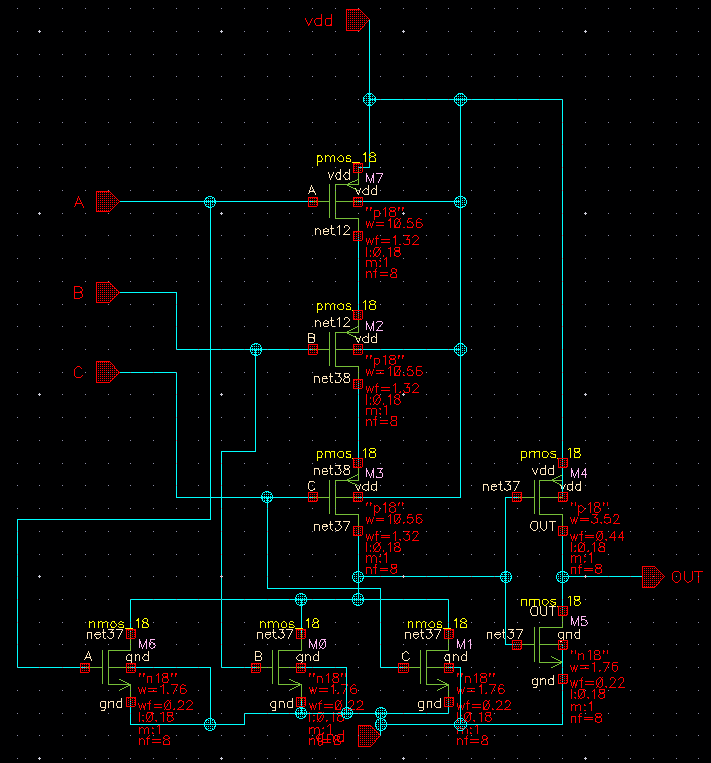 vdd
pmos_18
vdd
M7
A
vdd
"p18"
w=10.56
wf=1.32
l:0.18
m:1
nf=8
net12
A
B
C
pmos_18
net12
M2
B
"p18"
w=10.56
wf=1.32
l:0.18
m:1
nf=8
net38
pmos_18
net38
M3
C
vdd
"p18"
w=10.56
wf=1.32
l:0.18
m:1
nf=8
net37
pmos_18
vdd
M4
net37
vdd
"p18"
w=3.52
wf=0.44
l:0.18
m:1
nf=8
OUT
OUT
nmos_18
net37
M6
A
gnd
"n18"
w=1.76
wf=0.22
l:0.18
m:1
nf=8
gnd
nmos_18
net37
M0
B
gnd
"n18"
w=1.76
wf=0.22
l:0.18
m:1
nf=8
gnd
nmos_18
net37
M1
C
gnd
"n18"
w=1.76
wf=0.22
l:0.18
m:1
nf=8
gnd
nmos_18
OUT
M5
net37
gnd
"n18"
w=1.76
wf=0.22
l:0.18
m:1
nf=8
gnd